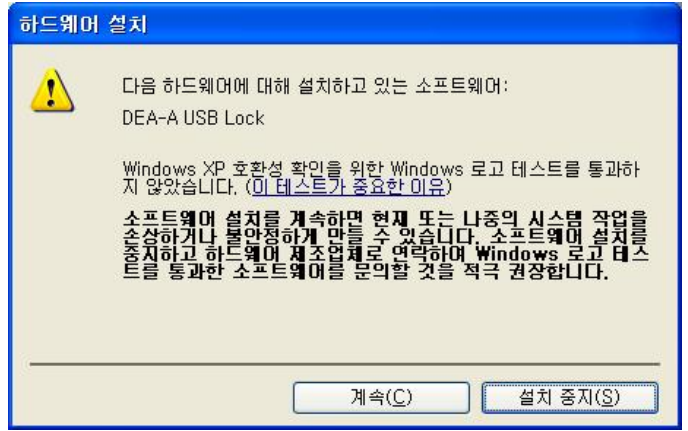 하드웨어 설치
다음 하드웨어에 대해 설치하고 있는 소프트웨어:
DEA-A USB Lock
Windows XP 호환성 확인을 위한 Windows 로고 테스트를 통과하
지 않았습니다. (이 테스트가 중요한 이유)
소프트웨어 설치를 계속하면 현재 또는 나중의 시스템 작업을
손상하거나 불안정하게 만들 수 있습니다. 소프트웨어 설치를
중지하고 하드웨어 제조업체로 연락하여 Windows 로고 테스
트를 통과한 소프트웨어를 문의할 것을 적극 권장합니다.
계속(C)
설치 중지(S)